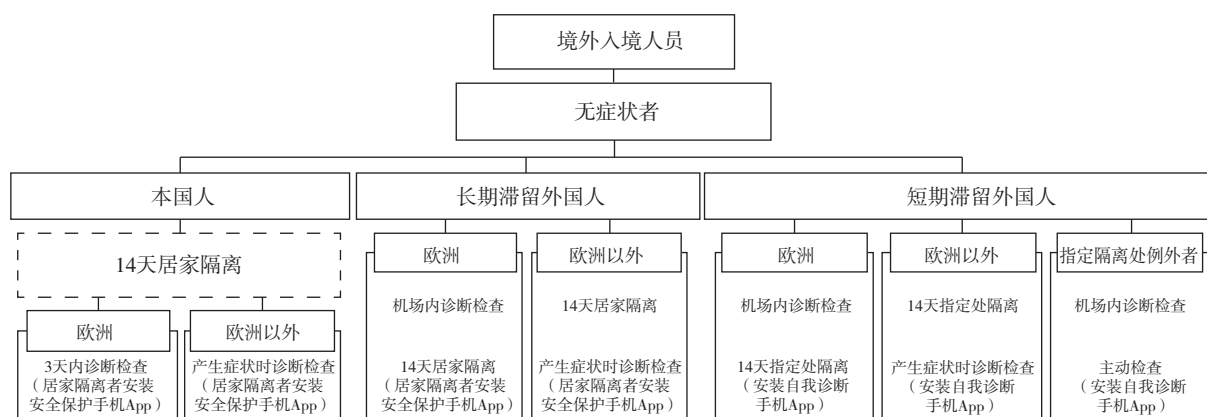 境外入境人员
无症状者
本国人
长期滞留外国人
短期滞留外国人
14天居家隔离
欧洲
3天内诊断检查
（居家隔离者安装
安全保护手机App）
欧洲以外
产生症状时诊断检查
（居家隔离者安装
安全保护手机App）
欧洲
机场内诊断检查
14天居家隔离
（居家隔离者安装
安全保护手机App）
欧洲以外
14天居家隔离
产生症状时诊断检查
（居家隔离者安装
安全保护手机App）
欧洲
机场内诊断检查
14天指定处隔离
（安装自我诊断
手机App）
欧洲以外
14天指定处隔离
产生症状时诊断检查
（安装自我诊断
手机App）
指定隔离处例外者
机场内诊断检查
主动检查
（安装自我诊断
手机App）